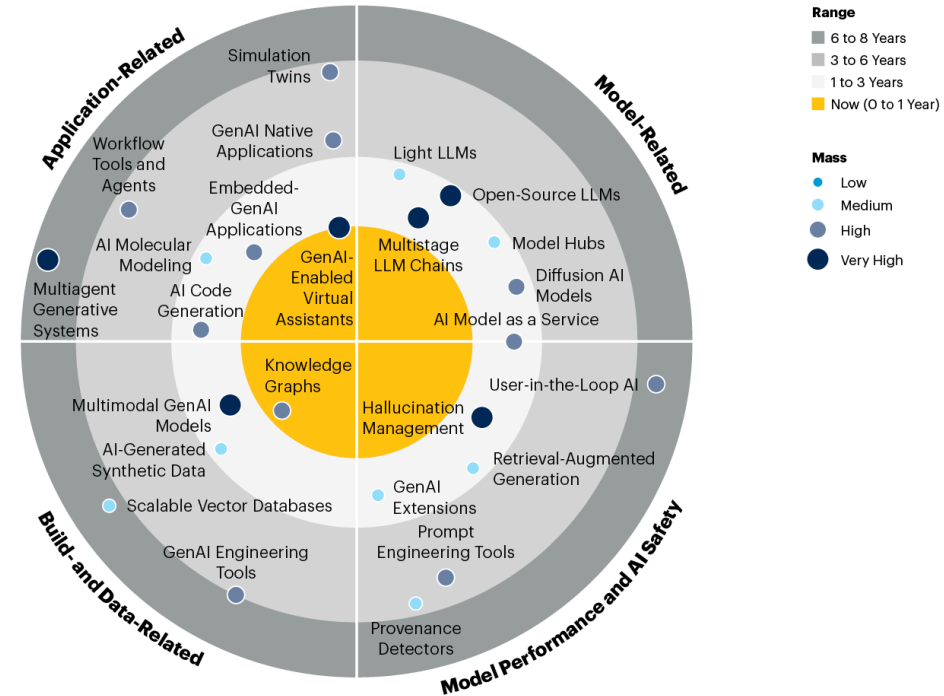 Application-Related
Simulation
Twins
GenAI Native
Applications
Workflow
Tools and
Agents
Embedded-
GenAI
Applications
AI Molecular
Modeling
Multiagent
Generative
Systems
AI Code
Generation
GenAI-
Enabled
Virtual
Assistants
Model-Related
Light LLMs
Open-Source LLMs
Multistage
LLM Chains
Model Hubs
Diffusion AI
Models
AI Model as a Service
Build- and Data-Related
Knowledge
Graphs
Multimodal GenAI
Models
AI-Generated
Synthetic Data
Scalable Vector Databases
GenAI Engineering
Tools
Model Performance and AI Safety
User-in-the-Loop AI
Hallucination
Management
Retrieval-Augmented
Generation
GenAI
Extensions
Prompt
Engineering Tools
Provenance
Detectors
Range
6 to 8 Years
3 to 6 Years
1 to 3 Years
Now (0 to 1 Year)
Mass
Low
Medium
High
Very High